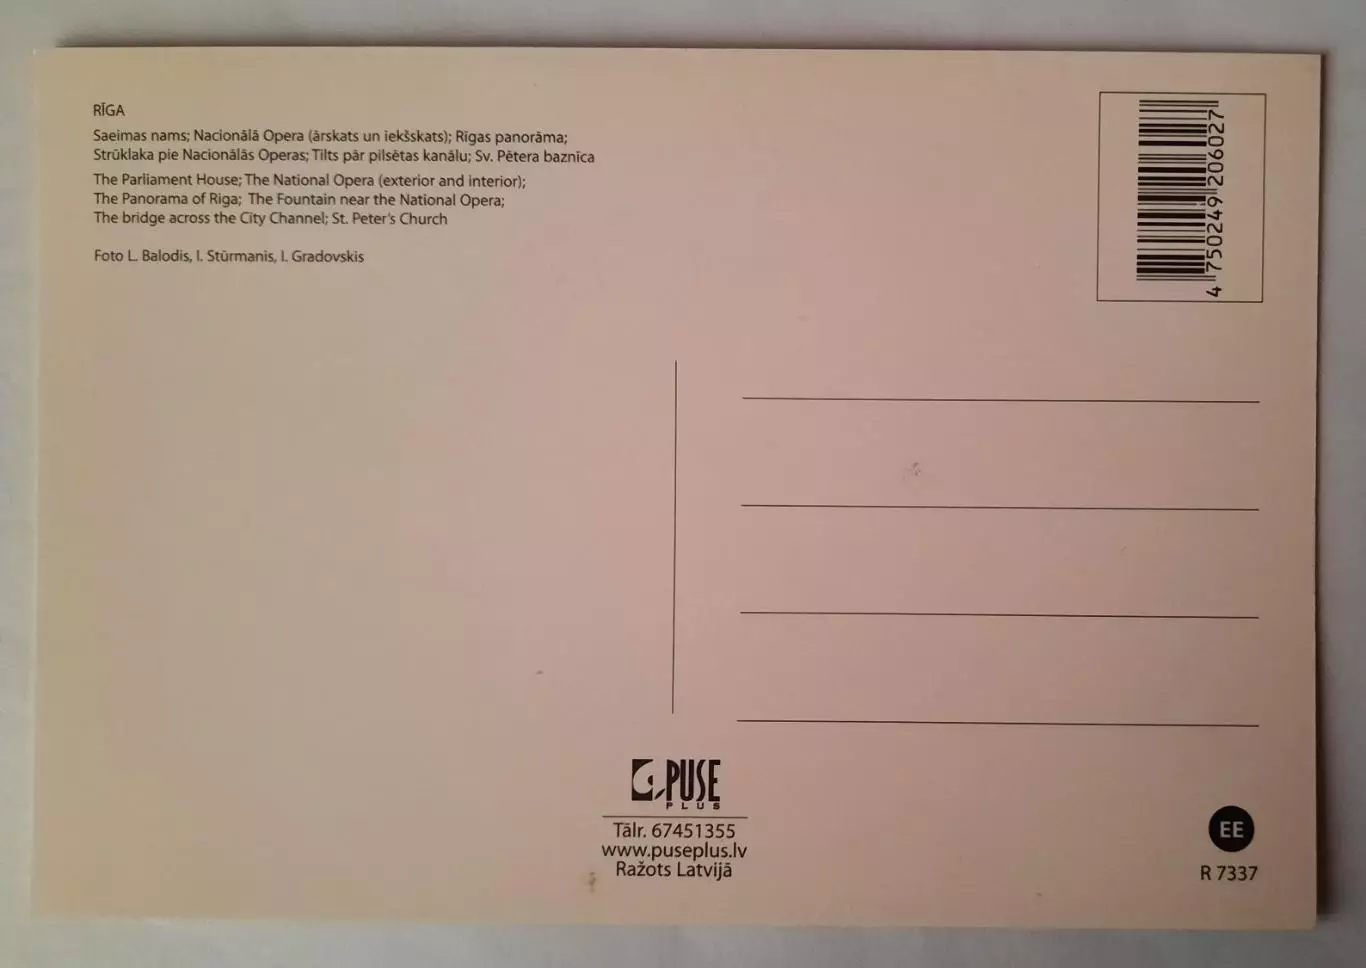 RĪGA
Saeimas nams; Nacionālā Opera (ārskats un iekšskats); Rīgas panorāma;
Strūklaka pie Nacionālās Operas; Tilts pār pilsētas kanālu; Sv. Pētera baznīca
The Parliament House; The National Opera (exterior and interior);
The Panorama of Riga; The Fountain near the National Opera;
The bridge across the City Channel; St. Peter's Church
Foto L. Balodis, I. Stūrmanis, I. Gradovskis
4 750249 206027
PUSE
PLUS
Tālr. 67451355
www.puseplus.lv
Ražots Latvijā
EE
R 7337